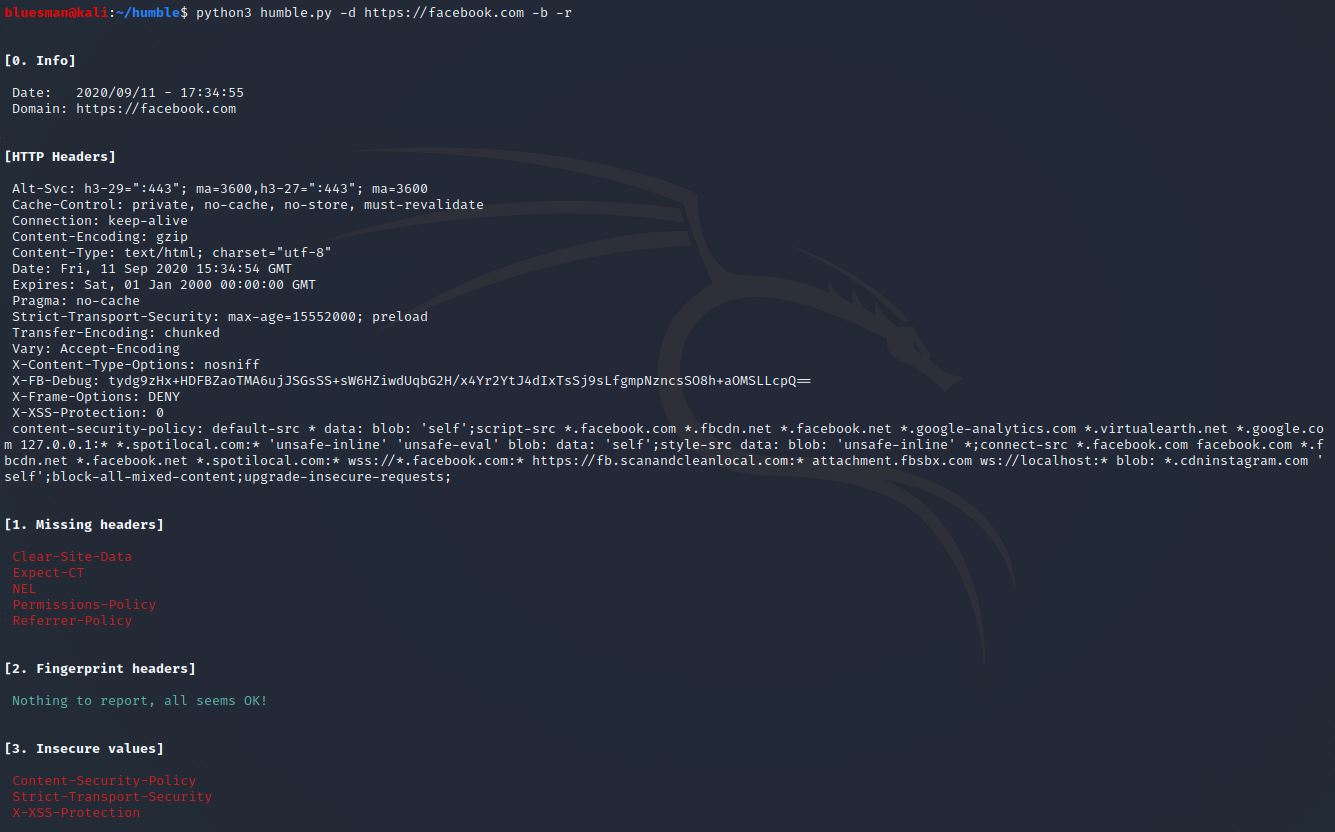 bluesman@kali:~/humble$ python3 humble.py -d https://facebook.com -b -r
[0. Info]
Date:   2020/09/11 - 17:34:55
Domain: https://facebook.com
[HTTP Headers]
Alt-Svc: h3-29=":443"; ma=3600,h3-27=":443"; ma=3600
Cache-Control: private, no-cache, no-store, must-revalidate
Connection: keep-alive
Content-Encoding: gzip
Content-Type: text/html; charset="utf-8"
Date: Fri, 11 Sep 2020 15:34:54 GMT
Expires: Sat, 01 Jan 2000 00:00:00 GMT
Pragma: no-cache
Strict-Transport-Security: max-age=15552000; preload
Transfer-Encoding: chunked
Vary: Accept-Encoding
X-Content-Type-Options: nosniff
X-FB-Debug: tydg9zHx+HDFBZaoTMA6ujJSGsSS+sW6HZiwdUqbG2H/x4Yr2YtJ4dIxTsSj9sLfgmpNzncsSO8h+aOMSLLcpQ==
X-Frame-Options: DENY
X-XSS-Protection: 0
content-security-policy: default-src * data: blob: 'self';script-src *.facebook.com *.fbcdn.net *.facebook.net *.google-analytics.com *.virtualearth.net *.google.co
m 127.0.0.1:* *.spotilocal.com:* 'unsafe-inline' 'unsafe-eval' blob: data: 'self';style-src data: blob: 'unsafe-inline' *;connect-src *.facebook.com facebook.com *.f
bcdn.net *.facebook.net *.spotilocal.com:* wss://*.facebook.com:* https://fb.scanandcleanlocal.com:* attachment.fbsbx.com ws://localhost:* blob: *.cdninstagram.com '
self';block-all-mixed-content;upgrade-insecure-requests;
[1. Missing headers]
Clear-Site-Data
Expect-CT
NEL
Permissions-Policy
Referrer-Policy
[2. Fingerprint headers]
Nothing to report, all seems OK!
[3. Insecure values]
Content-Security-Policy
Strict-Transport-Security
X-XSS-Protection